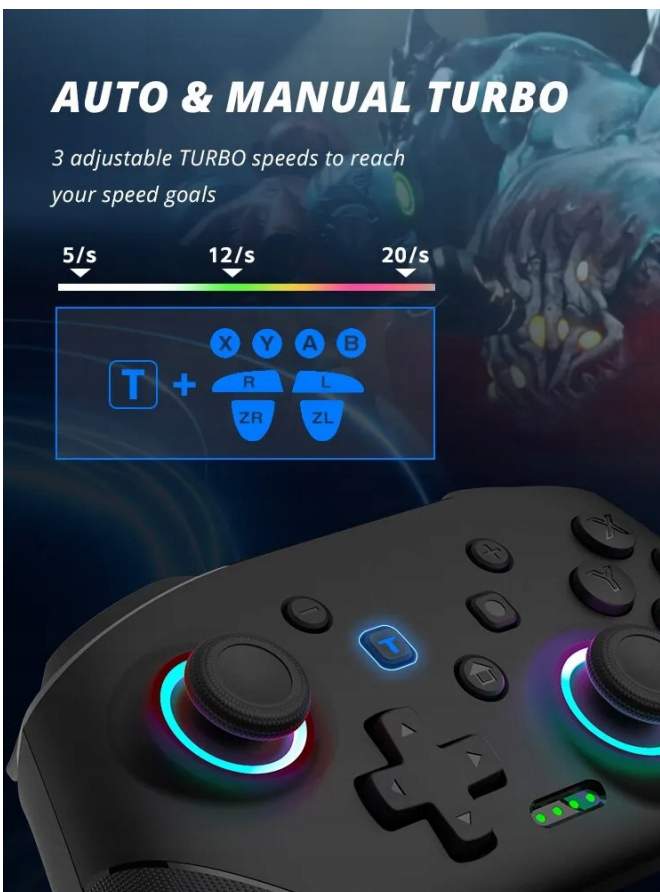 AUTO & MANUAL TURBO
3 adjustable TURBO speeds to reach
your speed goals
5/s 12/s 20/s
T + X Y A B
R L
ZR ZL
X
Y
T